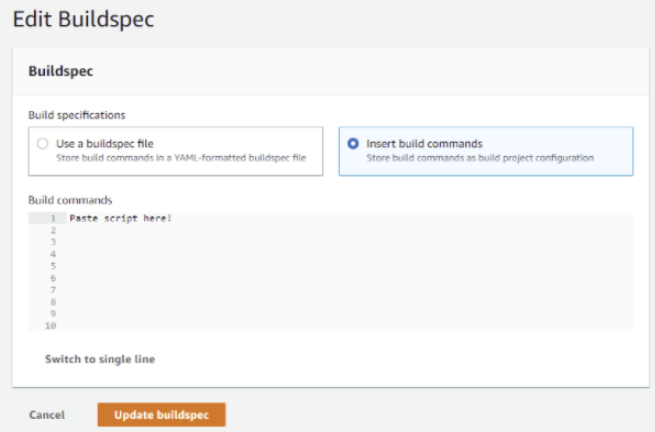 Edit Buildspec
Buildspec
Build specifications
Use a buildspec file
Store build commands in a YAML-formatted buildspec file
Insert build commands
Store build commands as build project configuration
Build commands
1 Paste script here!
2
3
4
5
6
7
8
9
10
Switch to single line
Cancel Update buildspec